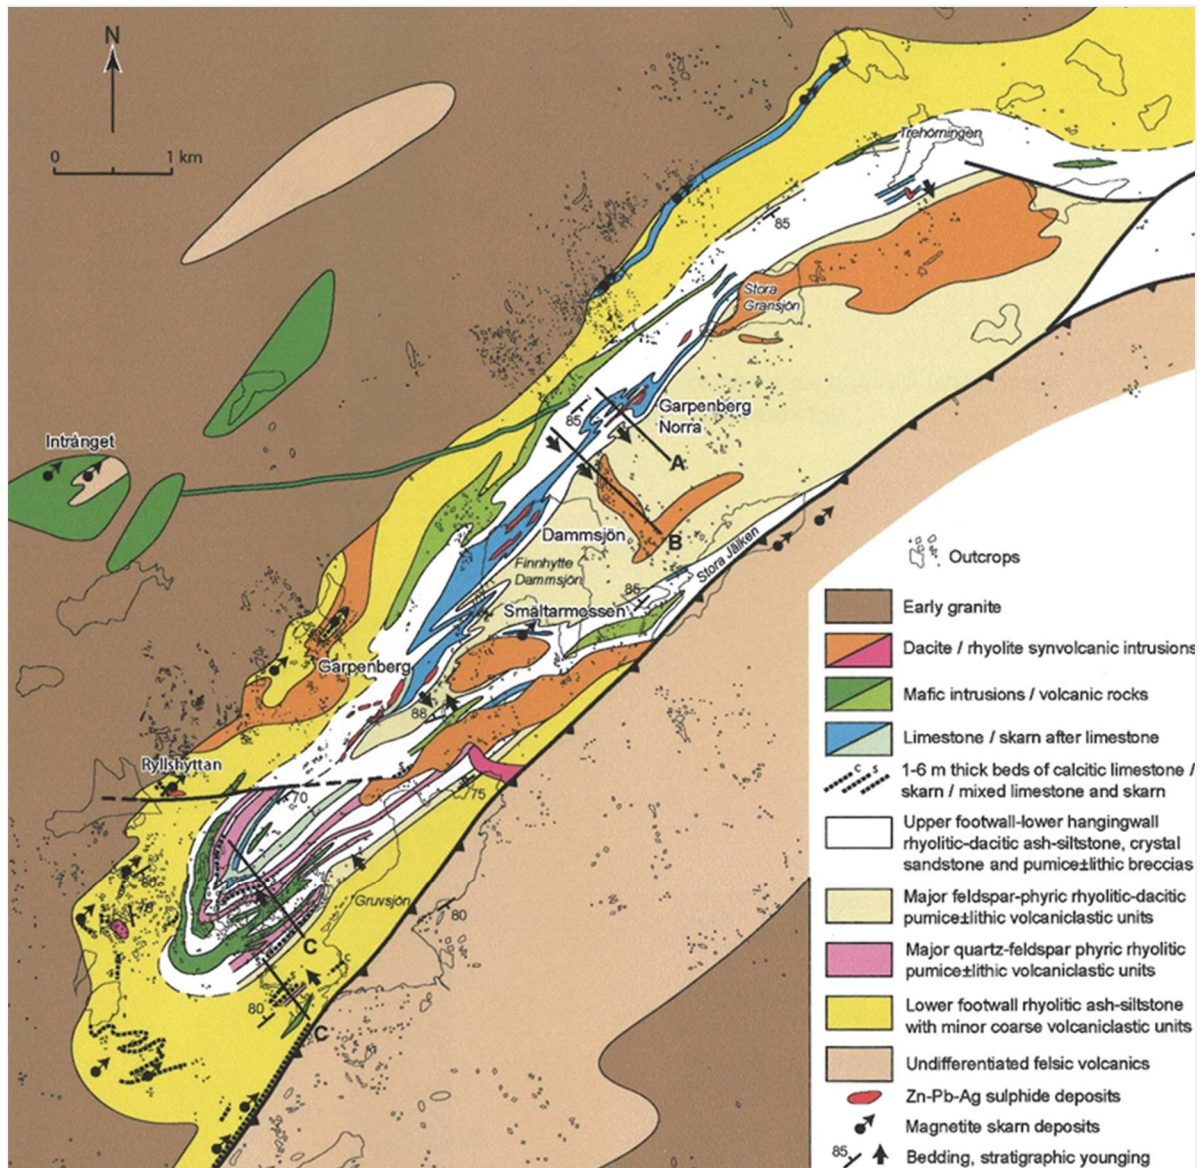 N
0 1 km
Trehörningen
85
Stora
Gransjön
Garpenberg
Norra
85
A
Intrånget
Dammsjön
B
Stora Jälken
Finnhytte
Dammsjön
85
Smältarmossen
Garpenberg
88
Ryllshyttan
70
75
Gruvsjön
80
C
80
C
Outcrops
Early granite
Dacite / rhyolite synvolcanic intrusions
Mafic intrusions / volcanic rocks
Limestone / skarn after limestone
c s
1-6 m thick beds of calcitic limestone /
skarn / mixed limestone and skarn
Upper footwall-lower hangingwall
rhyolitic-dacitic ash-siltstone, crystal
sandstone and pumice±lithic breccias
Major feldspar-phyric rhyolitic-dacitic
pumice±lithic volcaniclastic units
Major quartz-feldspar phyric rhyolitic
pumice±lithic volcaniclastic units
Lower footwall rhyolitic ash-siltstone
with minor coarse volcaniclastic units
Undifferentiated felsic volcanics
Zn-Pb-Ag sulphide deposits
Magnetite skarn deposits
85 Bedding, stratigraphic younging